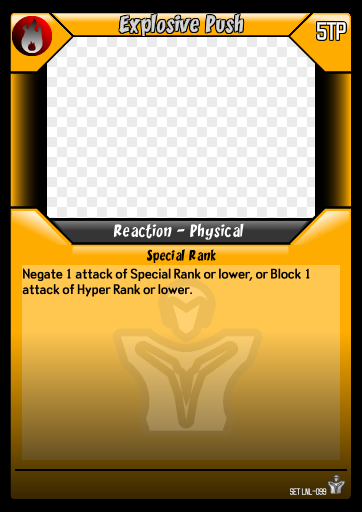 Explosive Push
5TP
Reaction - Physical
Special Rank
Negate 1 attack of Special Rank or lower, or Block 1
attack of Hyper Rank or lower.
SET LNL-099